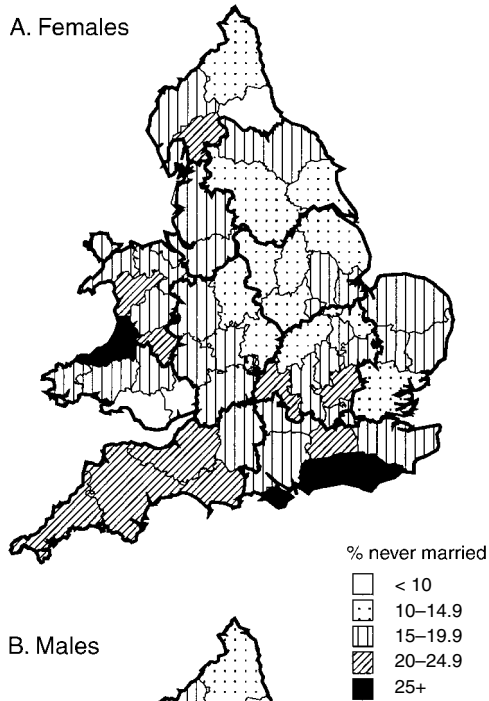 A. Females
% never married
< 10
10–14.9
15–19.9
20–24.9
25+
B. Males